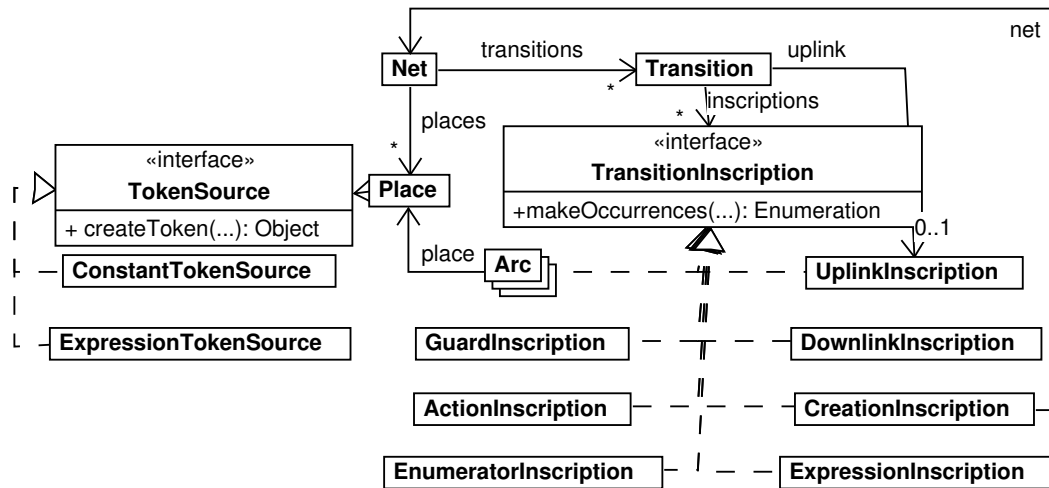 net
transitions
uplink
Net
Transition
*
inscriptions
*
places
*
«interface»
TransitionInscription
+makeOccurrences(...): Enumeration
«interface»
TokenSource
+ createToken(...): Object
Place
0..1
place
Arc
UplinkInscription
ConstantTokenSource
ExpressionTokenSource
GuardInscription
DownlinkInscription
ActionInscription
CreationInscription
EnumeratorInscription
ExpressionInscription